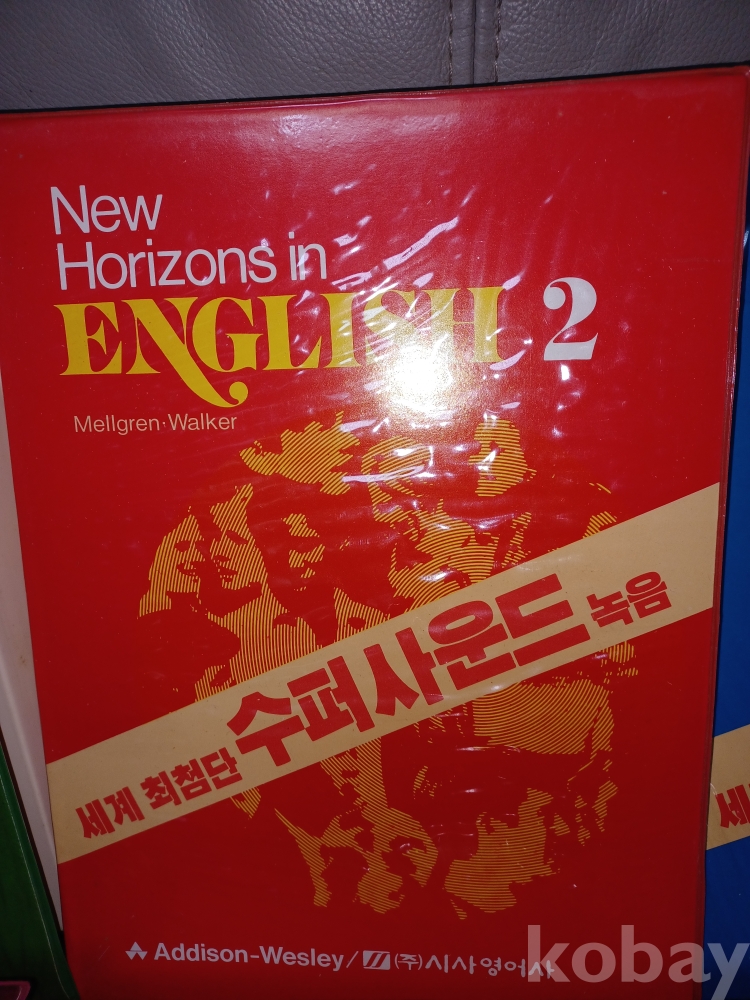 New
Horizons in
ENGLISH 2
Mellgren·Walker
세계 최첨단 수퍼사운드 녹음
Addison-Wesley/(주)시사영어사
kobay
세